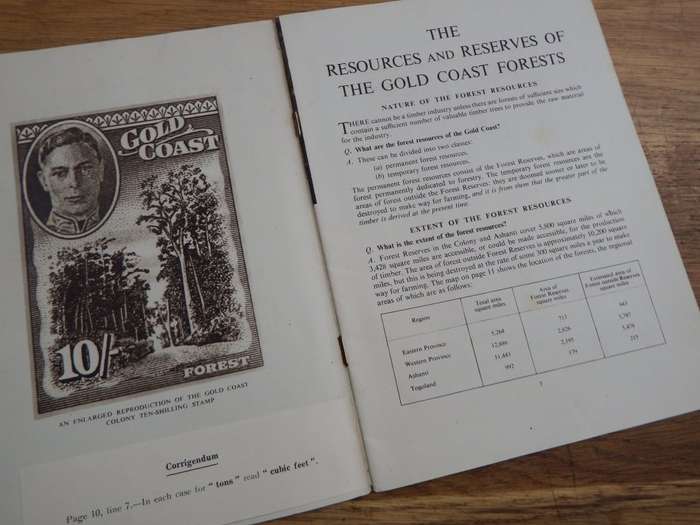 GOLD
COAST
10/-
FOREST
AN ENLARGED REPRODUCTION OF THE GOLD COAST
COLONY TEN-SHILLING STAMP
Corrigendum
Page 10, line 7.—In each case for "tons" read "cubic feet".
THE
RESOURCES AND RESERVES OF
THE GOLD COAST FORESTS
NATURE OF THE FOREST RESOURCES
THERE cannot be a timber industry unless there are forests of sufficient size which
contain a sufficient number of valuable timber trees to provide the raw material
for the industry.
Q. What are the forest resources of the Gold Coast?
A. These can be divided into two classes:
(a) permanent forest resources,
(b) temporary forest resources.
The permanent forest resources consist of the Forest Reserves, which are areas of
forest permanently dedicated to forestry. The temporary forest resources are the
areas of forest outside the Forest Reserves; they are doomed sooner or later to be
destroyed to make way for farming, and it is from them that the greater part of the
timber is derived at the present time.
EXTENT OF THE FOREST RESOURCES
Q. What is the extent of the forest resources?
A. Forest Reserves in the Colony and Ashanti cover 5,800 square miles of which
3,428 square miles are accessible, or could be made accessible, for the production
of timber. The area of forest outside Forest Reserves is approximately 10,200 square
miles, but this is being destroyed at the rate of some 300 square miles a year to make
way for farming. The map on page 11 shows the location of forests, the regional
areas of which are as follows:
Region Total area square miles Area of Forest Reserves square miles Estimated area of Forest outside Reserves square miles
Eastern Province 5,268 713 663
Western Province 12,886 2,826 3,787
Ashanti 11,443 2,195
Togoland 992 179